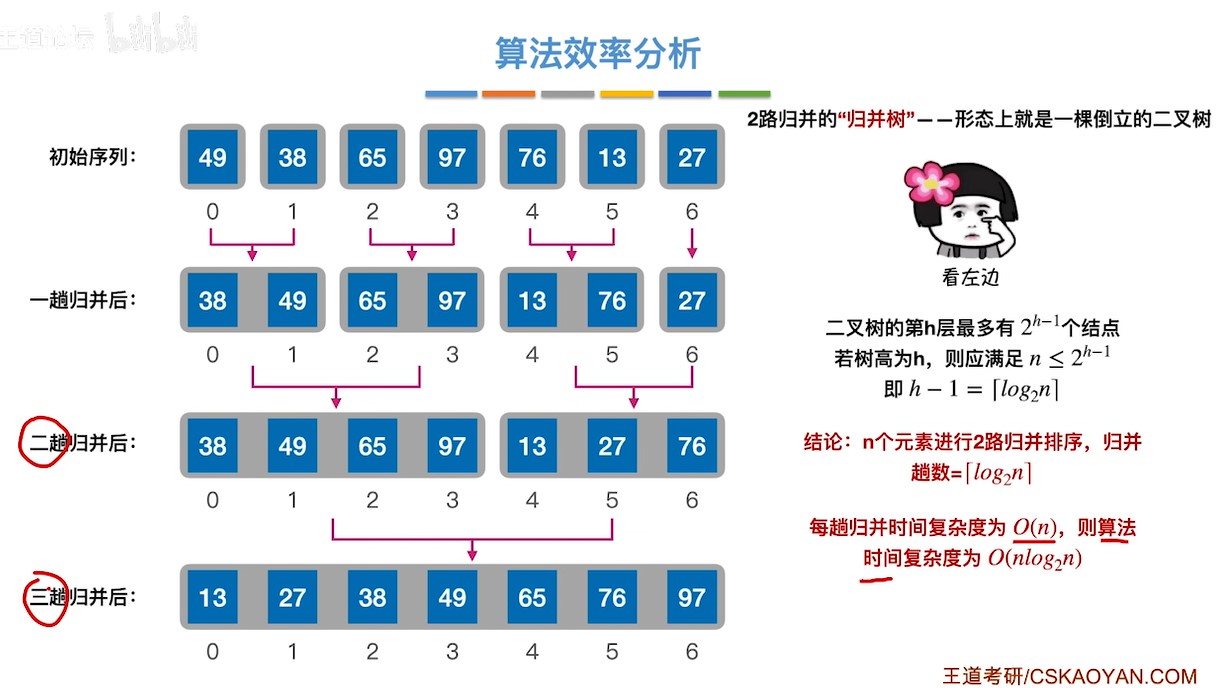 王道论坛 bilibili
算法效率分析
2路归并的“归并树”——形态上就是一棵倒立的二叉树
初始序列：
49 38 65 97 76 13 27
0 1 2 3 4 5 6
看左边
一趟归并后：
38 49 65 97 13 76 27
0 1 2 3 4 5 6
二叉树的第h层最多有 2^{h−1}个结点
若树高为h，则应满足 n ≤ 2^{h−1}
即 h − 1 = ⌈log₂n⌉
二趟归并后：
38 49 65 97 13 27 76
0 1 2 3 4 5 6
结论：n个元素进行2路归并排序，归并
趟数=⌈log₂n⌉
每趟归并时间复杂度为 O(n)，则算法
时间复杂度为 O(nlog₂n)
三趟归并后：
13 27 38 49 65 76 97
0 1 2 3 4 5 6
王道考研/CSKAOYAN.COM